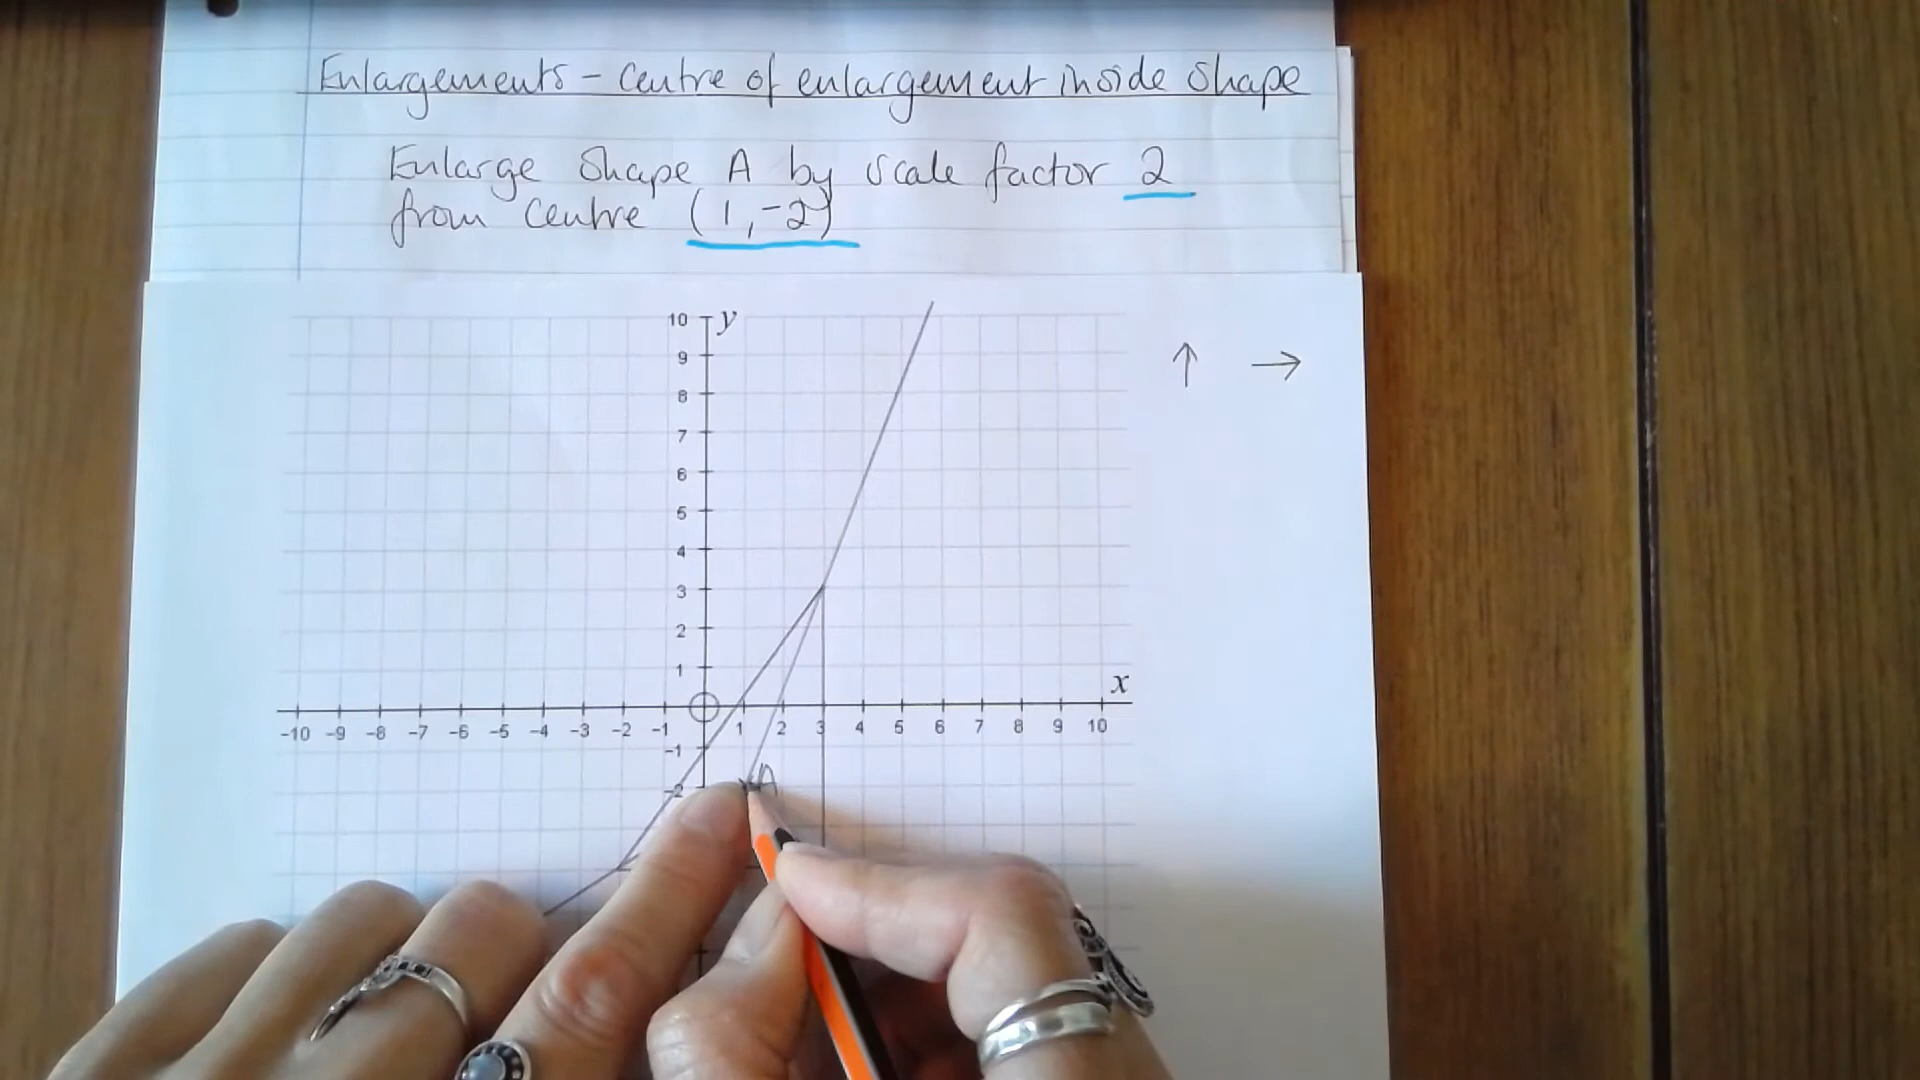 Enlargements - Centre of enlargement inside shape
Enlarge shape A by scale factor 2
from centre (1,-2)
10 y
9
8
7
6
5
4
3
2
1
x
-10 -9 -8 -7 -6 -5 -4 -3 -2 -1 1 2 3 4 5 6 7 8 9 10
-1
-2 A